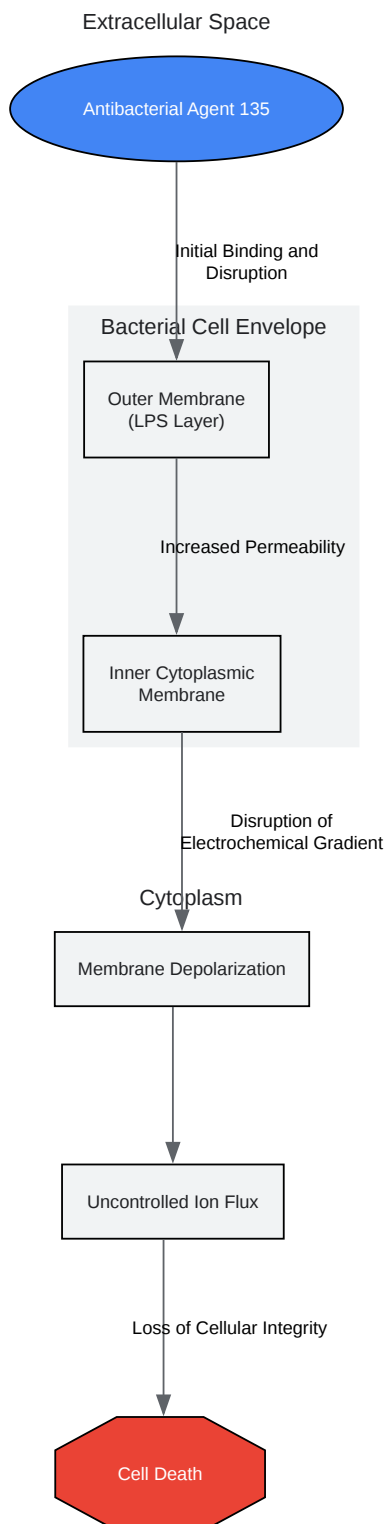 Extracellular Space
Antibacterial Agent 135
Initial Binding and
Disruption
Bacterial Cell Envelope
Outer Membrane
(LPS Layer)
Increased Permeability
Inner Cytoplasmic
Membrane
Disruption of
Electrochemical Gradient
Cytoplasm
Membrane Depolarization
Uncontrolled Ion Flux
Loss of Cellular Integrity
Cell Death